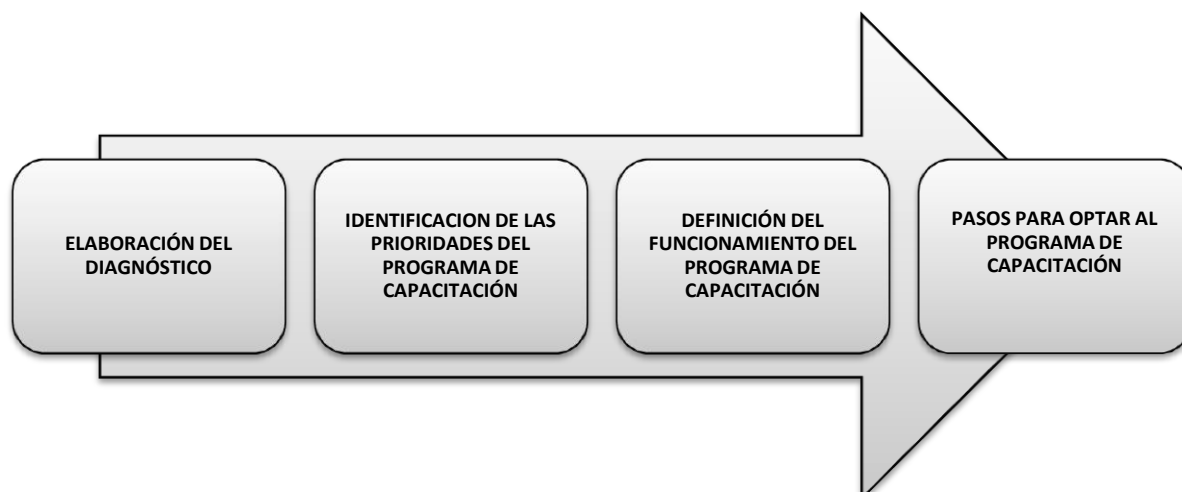 ELABORACIÓN DEL
DIAGNÓSTICO
IDENTIFICACION DE LAS
PRIORIDADES DEL
PROGRAMA DE
CAPACITACIÓN
DEFINICIÓN DEL
FUNCIONAMIENTO DEL
PROGRAMA DE
CAPACITACIÓN
PASOS PARA OPTAR AL
PROGRAMA DE
CAPACITACIÓN